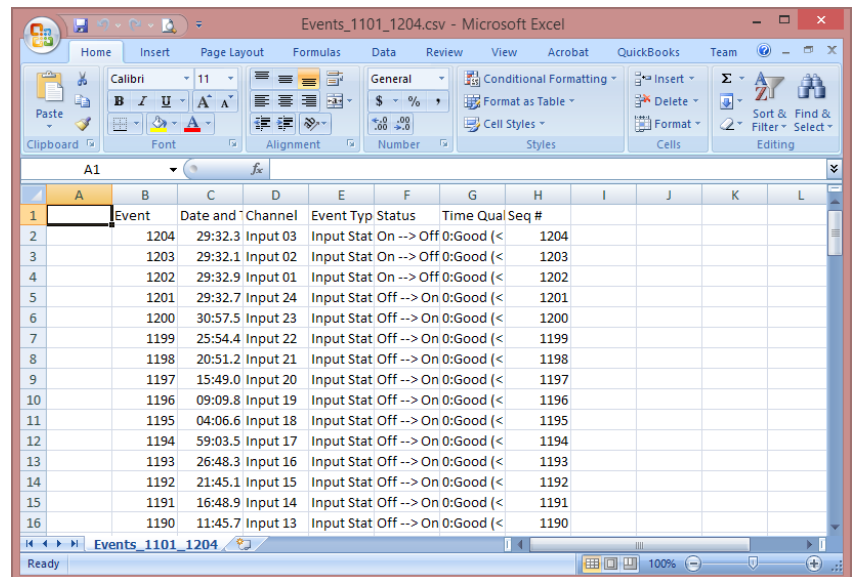 Events_1101_1204.csv - Microsoft Excel
Home Insert Page Layout Formulas Data Review View Acrobat QuickBooks Team
Paste
Calibri 11
B I U A A
A
General
$ % ,
.0 .00 .00 .0
Conditional Formatting
Format as Table
Cell Styles
Insert
Delete
Format
Σ
Sort & Filter
Find & Select
Clipboard Font Alignment Number Styles Cells Editing
A1 fx
A B C D E F G H I J K L
1 Event Date and T Channel Event Typ Status Time Qual Seq #
2 1204 29:32.3 Input 03 Input Stat On --> Off 0:Good (< 1204
3 1203 29:32.1 Input 02 Input Stat On --> Off 0:Good (< 1203
4 1202 29:32.9 Input 01 Input Stat On --> Off 0:Good (< 1202
5 1201 29:32.7 Input 24 Input Stat Off --> On 0:Good (< 1201
6 1200 30:57.5 Input 23 Input Stat Off --> On 0:Good (< 1200
7 1199 25:54.4 Input 22 Input Stat Off --> On 0:Good (< 1199
8 1198 20:51.2 Input 21 Input Stat Off --> On 0:Good (< 1198
9 1197 15:49.0 Input 20 Input Stat Off --> On 0:Good (< 1197
10 1196 09:09.8 Input 19 Input Stat Off --> On 0:Good (< 1196
11 1195 04:06.6 Input 18 Input Stat Off --> On 0:Good (< 1195
12 1194 59:03.5 Input 17 Input Stat Off --> On 0:Good (< 1194
13 1193 26:48.3 Input 16 Input Stat Off --> On 0:Good (< 1193
14 1192 21:45.1 Input 15 Input Stat Off --> On 0:Good (< 1192
15 1191 16:48.9 Input 14 Input Stat Off --> On 0:Good (< 1191
16 1190 11:45.7 Input 13 Input Stat Off --> On 0:Good (< 1190
Events_1101_1204
Ready 100%